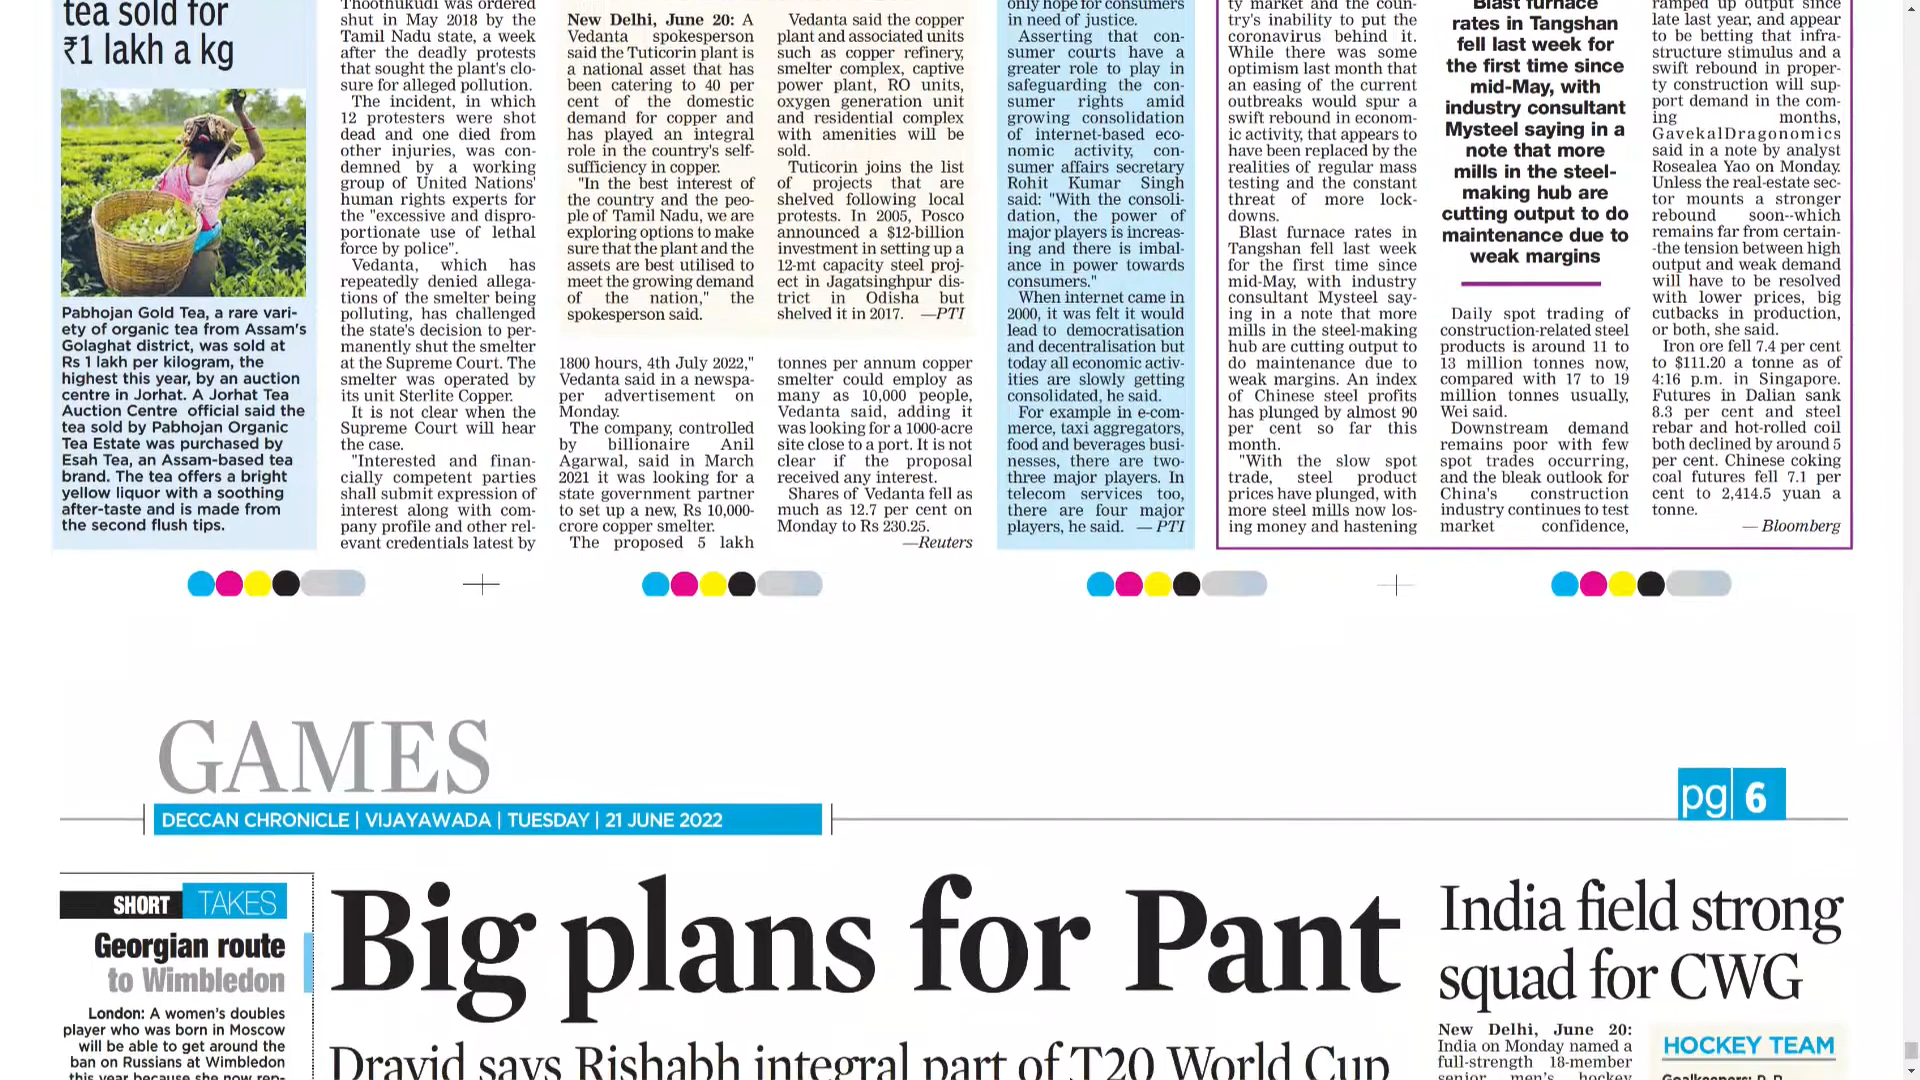 tea sold for
₹1 lakh a kg
Pabhojan Gold Tea, a rare vari-
ety of organic tea from Assam's
Golaghat district, was sold at
Rs 1 lakh per kilogram, the
highest this year, by an auction
centre in Jorhat. A Jorhat Tea
Auction Centre official said the
tea sold by Pabhojan Organic
Tea Estate was purchased by
Esah Tea, an Assam-based tea
brand. The tea offers a bright
yellow liquor with a soothing
after-taste and is made from
the second flush tips.
Thoothukudi was ordered
shut in May 2018 by the
Tamil Nadu state, a week
after the deadly protests
that sought the plant's clo-
sure for alleged pollution.
The incident, in which
12 protesters were shot
dead and one died from
other injuries, was con-
demned by a working
group of United Nations'
human rights experts for
the "excessive and dispro-
portionate use of lethal
force by police".
Vedanta, which has
repeatedly denied allega-
tions of the smelter being
polluting, has challenged
the state's decision to per-
manently shut the smelter
at the Supreme Court. The
smelter was operated by
its unit Sterlite Copper.
It is not clear when the
Supreme Court will hear
the case.
"Interested and finan-
cially competent parties
shall submit expression of
interest along with com-
pany profile and other rel-
evant credentials latest by
New Delhi, June 20: A
Vedanta spokesperson
said the Tuticorin plant is
a national asset that has
been catering to 40 per
cent of the domestic
demand for copper and
has played an integral
role in the country's self-
sufficiency in copper.
"In the best interest of
the country and the peo-
ple of Tamil Nadu, we are
exploring options to make
sure that the plant and the
assets are best utilised to
meet the growing demand
of the nation," the
spokesperson said.
Vedanta said the copper
plant and associated units
such as copper refinery,
smelter complex, captive
power plant, RO units,
oxygen generation unit
and residential complex
with amenities will be
sold.
Tuticorin joins the list
of projects that are
shelved following local
protests. In 2005, Posco
announced a $12-billion
investment in setting up a
12-mt capacity steel proj-
ect in Jagatsinghpur dis-
trict in Odisha but
shelved it in 2017. —PTI
1800 hours, 4th July 2022,"
Vedanta said in a newspa-
per advertisement on
Monday.
The company, controlled
by billionaire Anil
Agarwal, said in March
2021 it was looking for a
state government partner
to set up a new, Rs 10,000-
crore copper smelter.
The proposed 5 lakh
tonnes per annum copper
smelter could employ as
many as 10,000 people,
Vedanta said, adding it
was looking for a 1000-acre
site close to a port. It is not
clear if the proposal
received any interest.
Shares of Vedanta fell as
much as 12.7 per cent on
Monday to Rs 230.25.
—Reuters
only hope for consumers
in need of justice.
Asserting that con-
sumer courts have a
greater role to play in
safeguarding the con-
sumer rights amid
growing consolidation
of internet-based eco-
nomic activity, con-
sumer affairs secretary
Rohit Kumar Singh
said: "With the consoli-
dation, the power of
major players is increas-
ing and there is imbal-
ance in power towards
consumers."
When internet came in
2000, it was felt it would
lead to democratisation
and decentralisation but
today all economic activ-
ities are slowly getting
consolidated, he said.
For example in e-com-
merce, taxi aggregators,
food and beverages busi-
nesses, there are two-
three major players. In
telecom services too,
there are four major
players, he said. — PTI
ty market and the coun-
try's inability to put the
coronavirus behind it.
While there was some
optimism last month that
an easing of the current
outbreaks would spur a
swift rebound in econom-
ic activity, that appears to
have been replaced by the
realities of regular mass
testing and the constant
threat of more lock-
downs.
Blast furnace rates in
Tangshan fell last week
for the first time since
mid-May, with industry
consultant Mysteel say-
ing in a note that more
mills in the steel-making
hub are cutting output to
do maintenance due to
weak margins. An index
of Chinese steel profits
has plunged by almost 90
per cent so far this
month.
"With the slow spot
trade, steel product
prices have plunged, with
more steel mills now los-
ing money and hastening
Blast furnace
rates in Tangshan
fell last week for
the first time since
mid-May, with
industry consultant
Mysteel saying in a
note that more
mills in the steel-
making hub are
cutting output to do
maintenance due to
weak margins
Daily spot trading of
construction-related steel
products is around 11 to
13 million tonnes now,
compared with 17 to 19
million tonnes usually,
Wei said.
Downstream demand
remains poor with few
spot trades occurring,
and the bleak outlook for
China's construction
industry continues to test
market confidence,
ramped up output since
late last year, and appear
to be betting that infra-
structure stimulus and a
swift rebound in proper-
ty construction will sup-
port demand in the com-
ing months,
GavekalDragonomics
said in a note by analyst
Rosealea Yao on Monday.
Unless the real-estate sec-
tor mounts a stronger
rebound soon--which
remains far from certain-
-the tension between high
output and weak demand
will have to be resolved
with lower prices, big
cutbacks in production,
or both, she said.
Iron ore fell 7.4 per cent
to $111.20 a tonne as of
4:16 p.m. in Singapore.
Futures in Dalian sank
8.3 per cent and steel
rebar and hot-rolled coil
both declined by around 5
per cent. Chinese coking
coal futures fell 7.1 per
cent to 2,414.5 yuan a
tonne.
— Bloomberg
GAMES
DECCAN CHRONICLE | VIJAYAWADA | TUESDAY | 21 JUNE 2022
pg 6
SHORT TAKES
Georgian route
to Wimbledon
London: A women's doubles
player who was born in Moscow
will be able to get around the
ban on Russians at Wimbledon
this year because she now rep-
Big plans for Pant
Dravid says Rishabh integral part of T20 World Cup
India field strong
squad for CWG
New Delhi, June 20:
India on Monday named a
full-strength 18-member
senior men's hockey
HOCKEY TEAM
Goalkeepers: P. R.